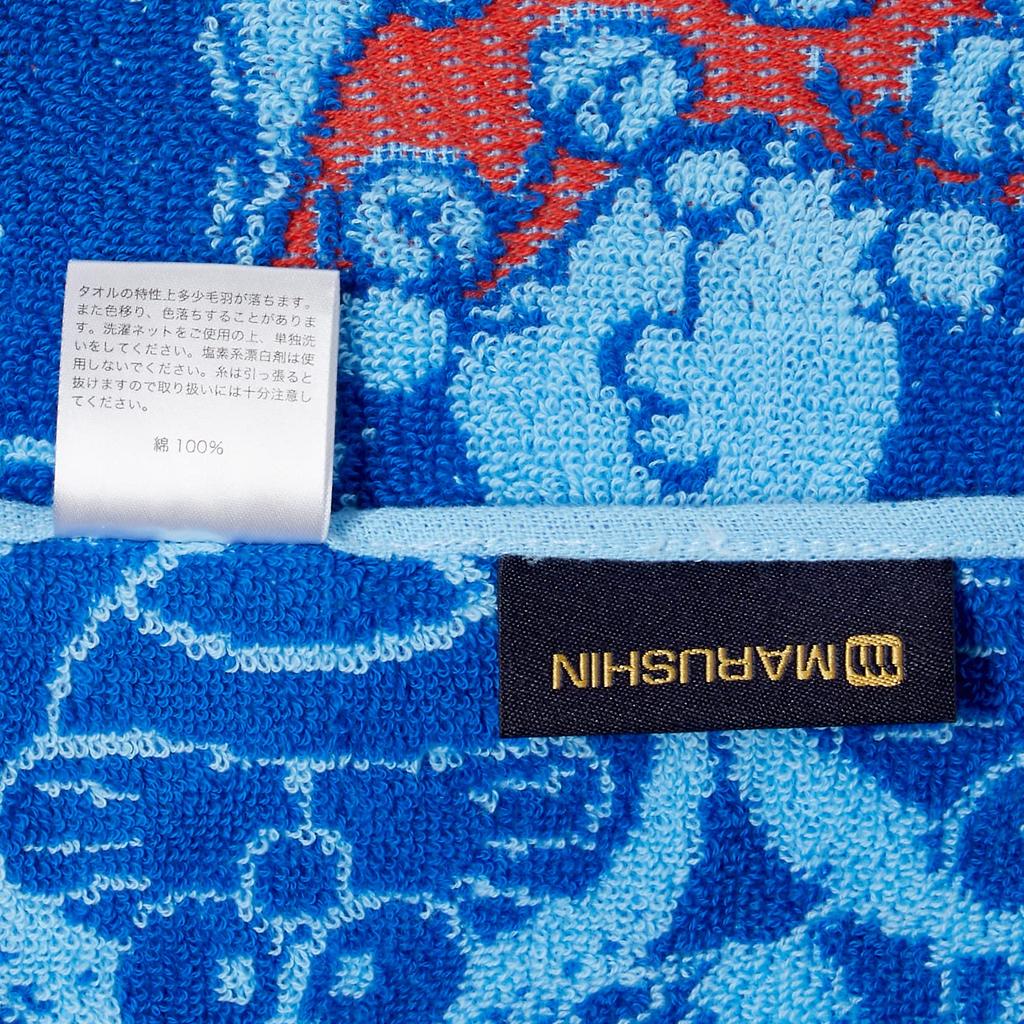 タオルの特性上多少毛羽が落ちます。
また色移り、色落ちすることがありま
す。洗濯ネットをご使用の上、単独洗
いをしてください。塩素系漂白剤は使
用しないでください。糸は引っ張ると
抜けますので取り扱いには十分注意し
てください。
綿 100%
MARUSHIN